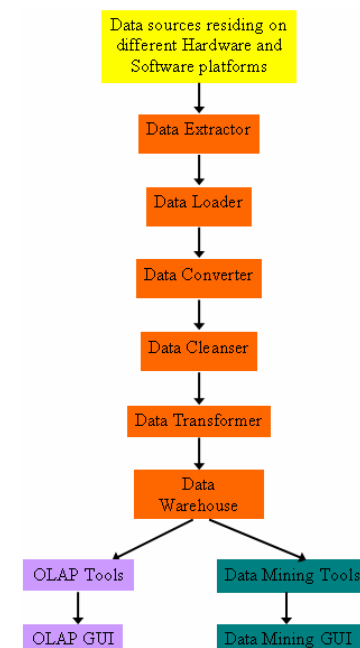 Data sources residing on
different Hardware and
Software platforms
Data Extractor
Data Loader
Data Converter
Data Cleanser
Data Transformer
Data
Warehouse
OLAP Tools
Data Mining Tools
OLAP GUI
Data Mining GUI